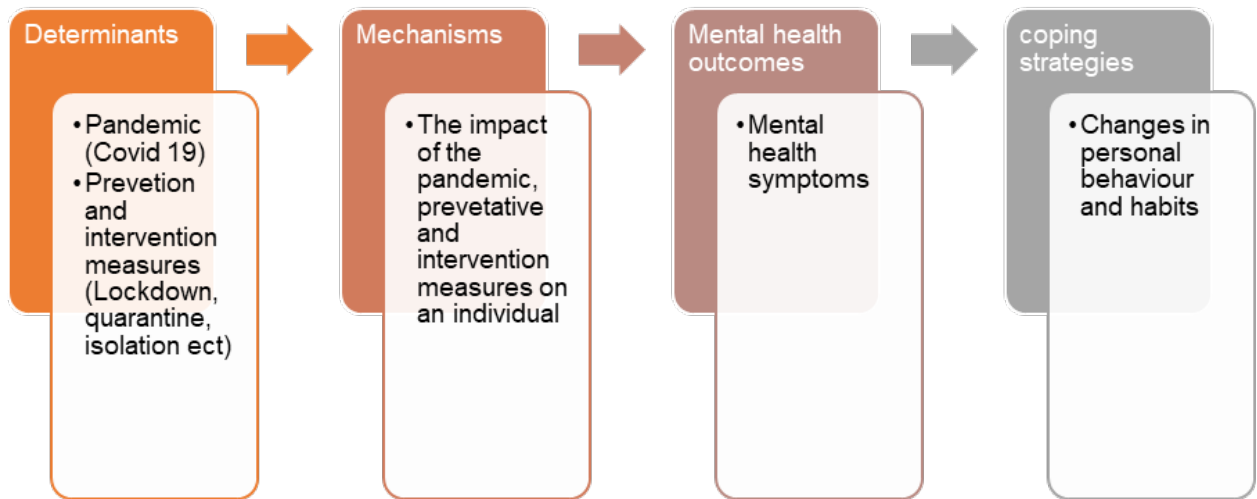 Determinants
• Pandemic
(Covid 19)
• Prevetion
and
intervention
measures
(Lockdown,
quarantine,
isolation ect)
Mechanisms
• The impact
of the
pandemic,
prevetative
and
intervention
measures on
an individual
Mental health
outcomes
• Mental
health
symptoms
coping
strategies
• Changes in
personal
behaviour
and habits